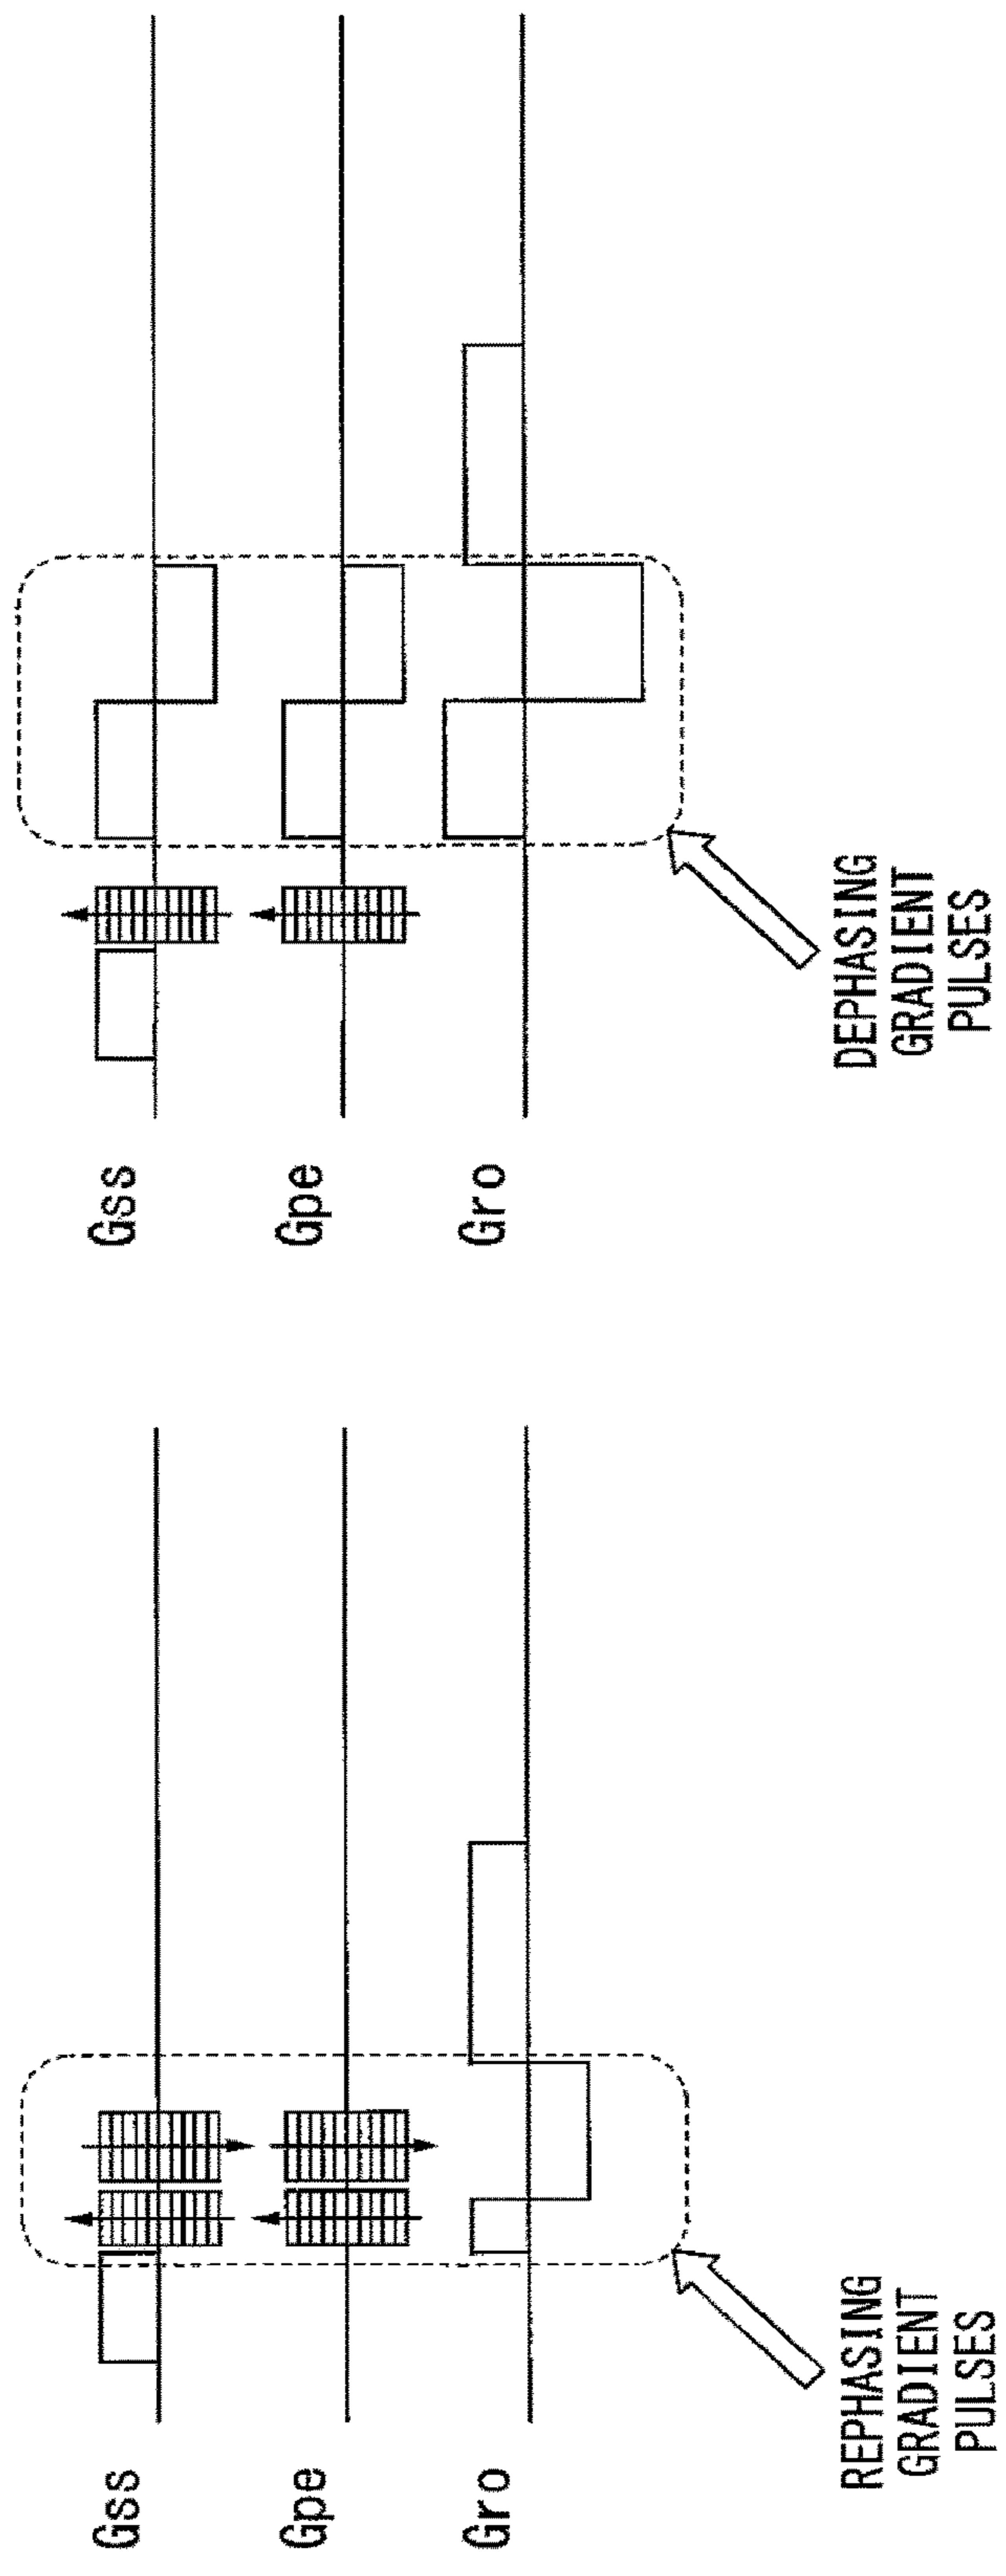 Gss
Gpe
Gro
REPHASING
GRADIENT
PULSES
Gss
Gpe
Gro
DEPHASING
GRADIENT
PULSES